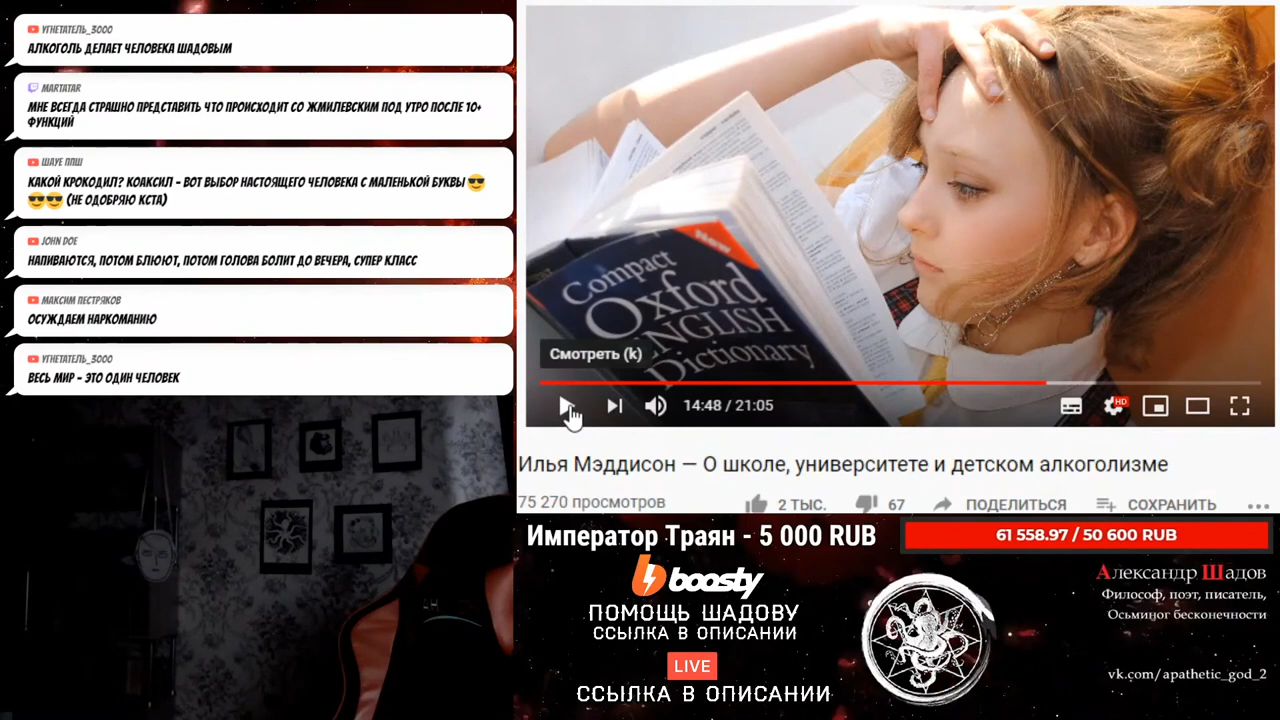 УГНЕТАТЕЛЬ_3000
АЛКОГОЛЬ ДЕЛАЕТ ЧЕЛОВЕКА ШАДОВЫМ
MARTATAR
МНЕ ВСЕГДА СТРАШНО ПРЕДСТАВИТЬ ЧТО ПРОИСХОДИТ СО ЖМИЛЕВСКИМ ПОД УТРО ПОСЛЕ 10+
ФУНКЦИЙ
ШАУЕ ППШ
КАКОЙ КРОКОДИЛ? КОАКСИЛ - ВОТ ВЫБОР НАСТОЯЩЕГО ЧЕЛОВЕКА С МАЛЕНЬКОЙ БУКВЫ 😎
😎😎 (НЕ ОДОБРЯЮ КСТА)
JOHN DOE
НАПИВАЮТСЯ, ПОТОМ БЛЮЮТ, ПОТОМ ГОЛОВА БОЛИТ ДО ВЕЧЕРА, СУПЕР КЛАСС
МАКСИМ ПЕСТРЯКОВ
ОСУЖДАЕМ НАРКОМАНИЮ
УГНЕТАТЕЛЬ_3000
ВЕСЬ МИР - ЭТО ОДИН ЧЕЛОВЕК
New
Compact
Oxford
ENGLISH
Dictionary
Смотреть (k)
14:48 / 21:05
HD
Илья Мэддисон — О школе, университете и детском алкоголизме
75 270 просмотров
2 ТЫС.
67
ПОДЕЛИТЬСЯ
СОХРАНИТЬ
Император Траян - 5 000 RUB
61 558.97 / 50 600 RUB
boosty
ПОМОЩЬ ШАДОВУ
ССЫЛКА В ОПИСАНИИ
LIVE
ССЫЛКА В ОПИСАНИИ
Александр Шадов
Философ, поэт, писатель,
Осьминог бесконечности
vk.com/apathetic_god_2